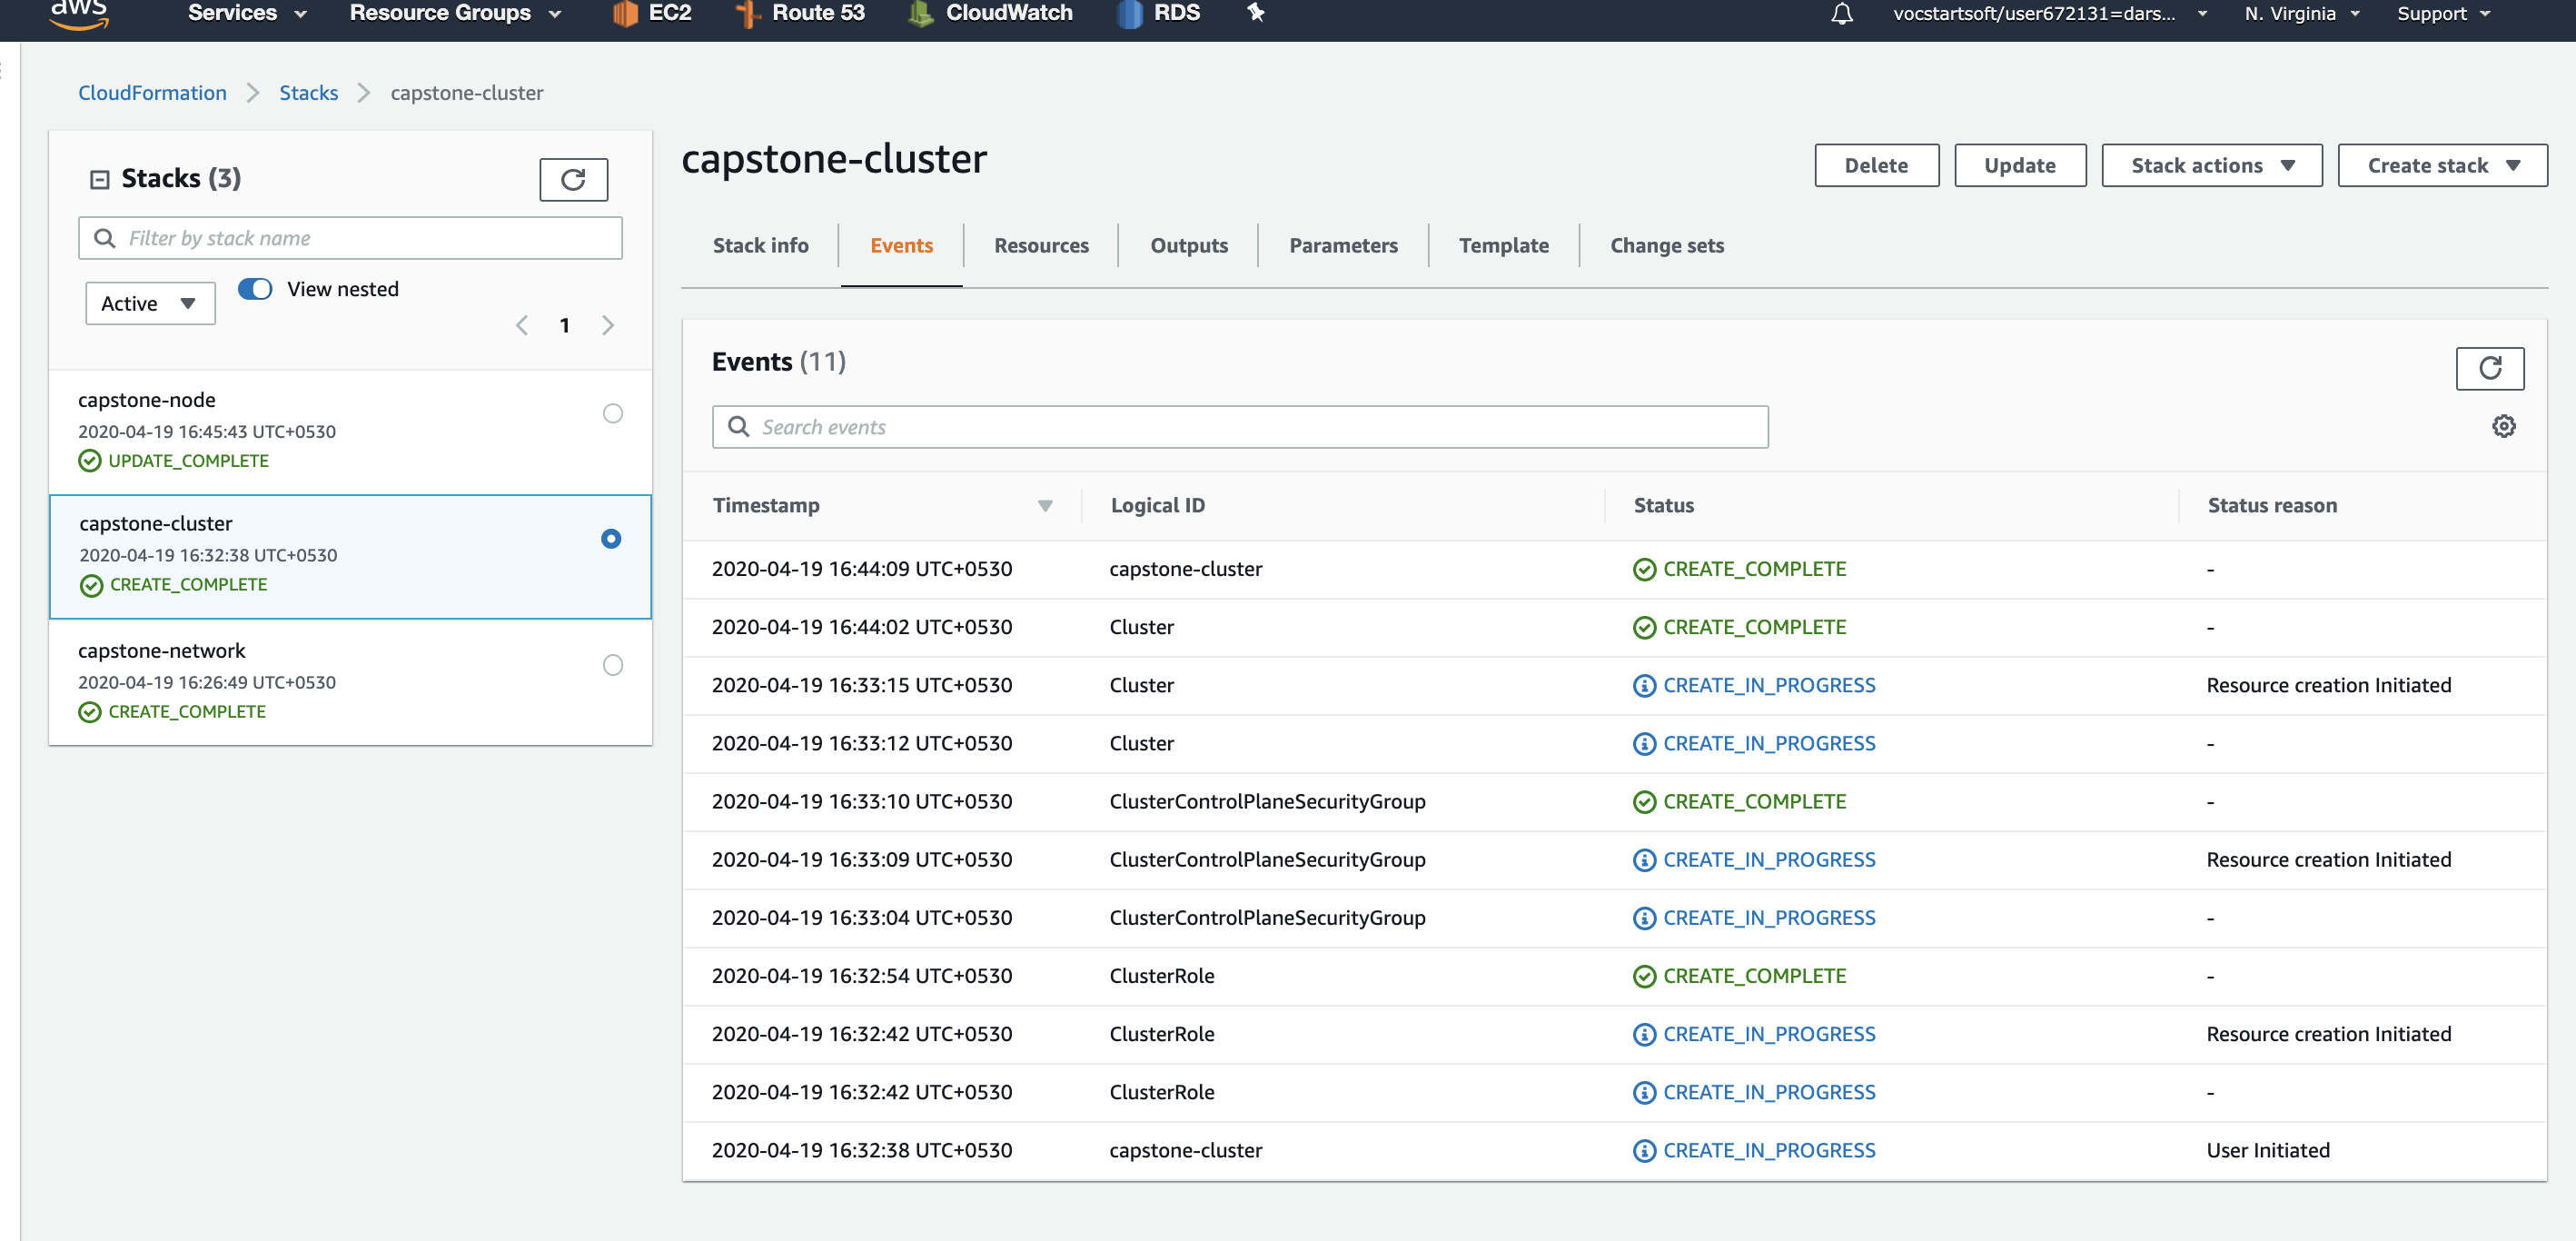 aws Services Resource Groups EC2 Route 53 CloudWatch RDS vocstartsoft/user672131=dars... N. Virginia Support
CloudFormation Stacks capstone-cluster
Stacks (3)
Filter by stack name
Active View nested
1
capstone-node
2020-04-19 16:45:43 UTC+0530
UPDATE_COMPLETE
capstone-cluster
2020-04-19 16:32:38 UTC+0530
CREATE_COMPLETE
capstone-network
2020-04-19 16:26:49 UTC+0530
CREATE_COMPLETE
capstone-cluster
Delete Update Stack actions Create stack
Stack info Events Resources Outputs Parameters Template Change sets
Events (11)
Search events
Timestamp Logical ID Status Status reason
2020-04-19 16:44:09 UTC+0530 capstone-cluster CREATE_COMPLETE -
2020-04-19 16:44:02 UTC+0530 Cluster CREATE_COMPLETE -
2020-04-19 16:33:15 UTC+0530 Cluster CREATE_IN_PROGRESS Resource creation Initiated
2020-04-19 16:33:12 UTC+0530 Cluster CREATE_IN_PROGRESS -
2020-04-19 16:33:10 UTC+0530 ClusterControlPlaneSecurityGroup CREATE_COMPLETE -
2020-04-19 16:33:09 UTC+0530 ClusterControlPlaneSecurityGroup CREATE_IN_PROGRESS Resource creation Initiated
2020-04-19 16:33:04 UTC+0530 ClusterControlPlaneSecurityGroup CREATE_IN_PROGRESS -
2020-04-19 16:32:54 UTC+0530 ClusterRole CREATE_COMPLETE -
2020-04-19 16:32:42 UTC+0530 ClusterRole CREATE_IN_PROGRESS Resource creation Initiated
2020-04-19 16:32:42 UTC+0530 ClusterRole CREATE_IN_PROGRESS -
2020-04-19 16:32:38 UTC+0530 capstone-cluster CREATE_IN_PROGRESS User Initiated